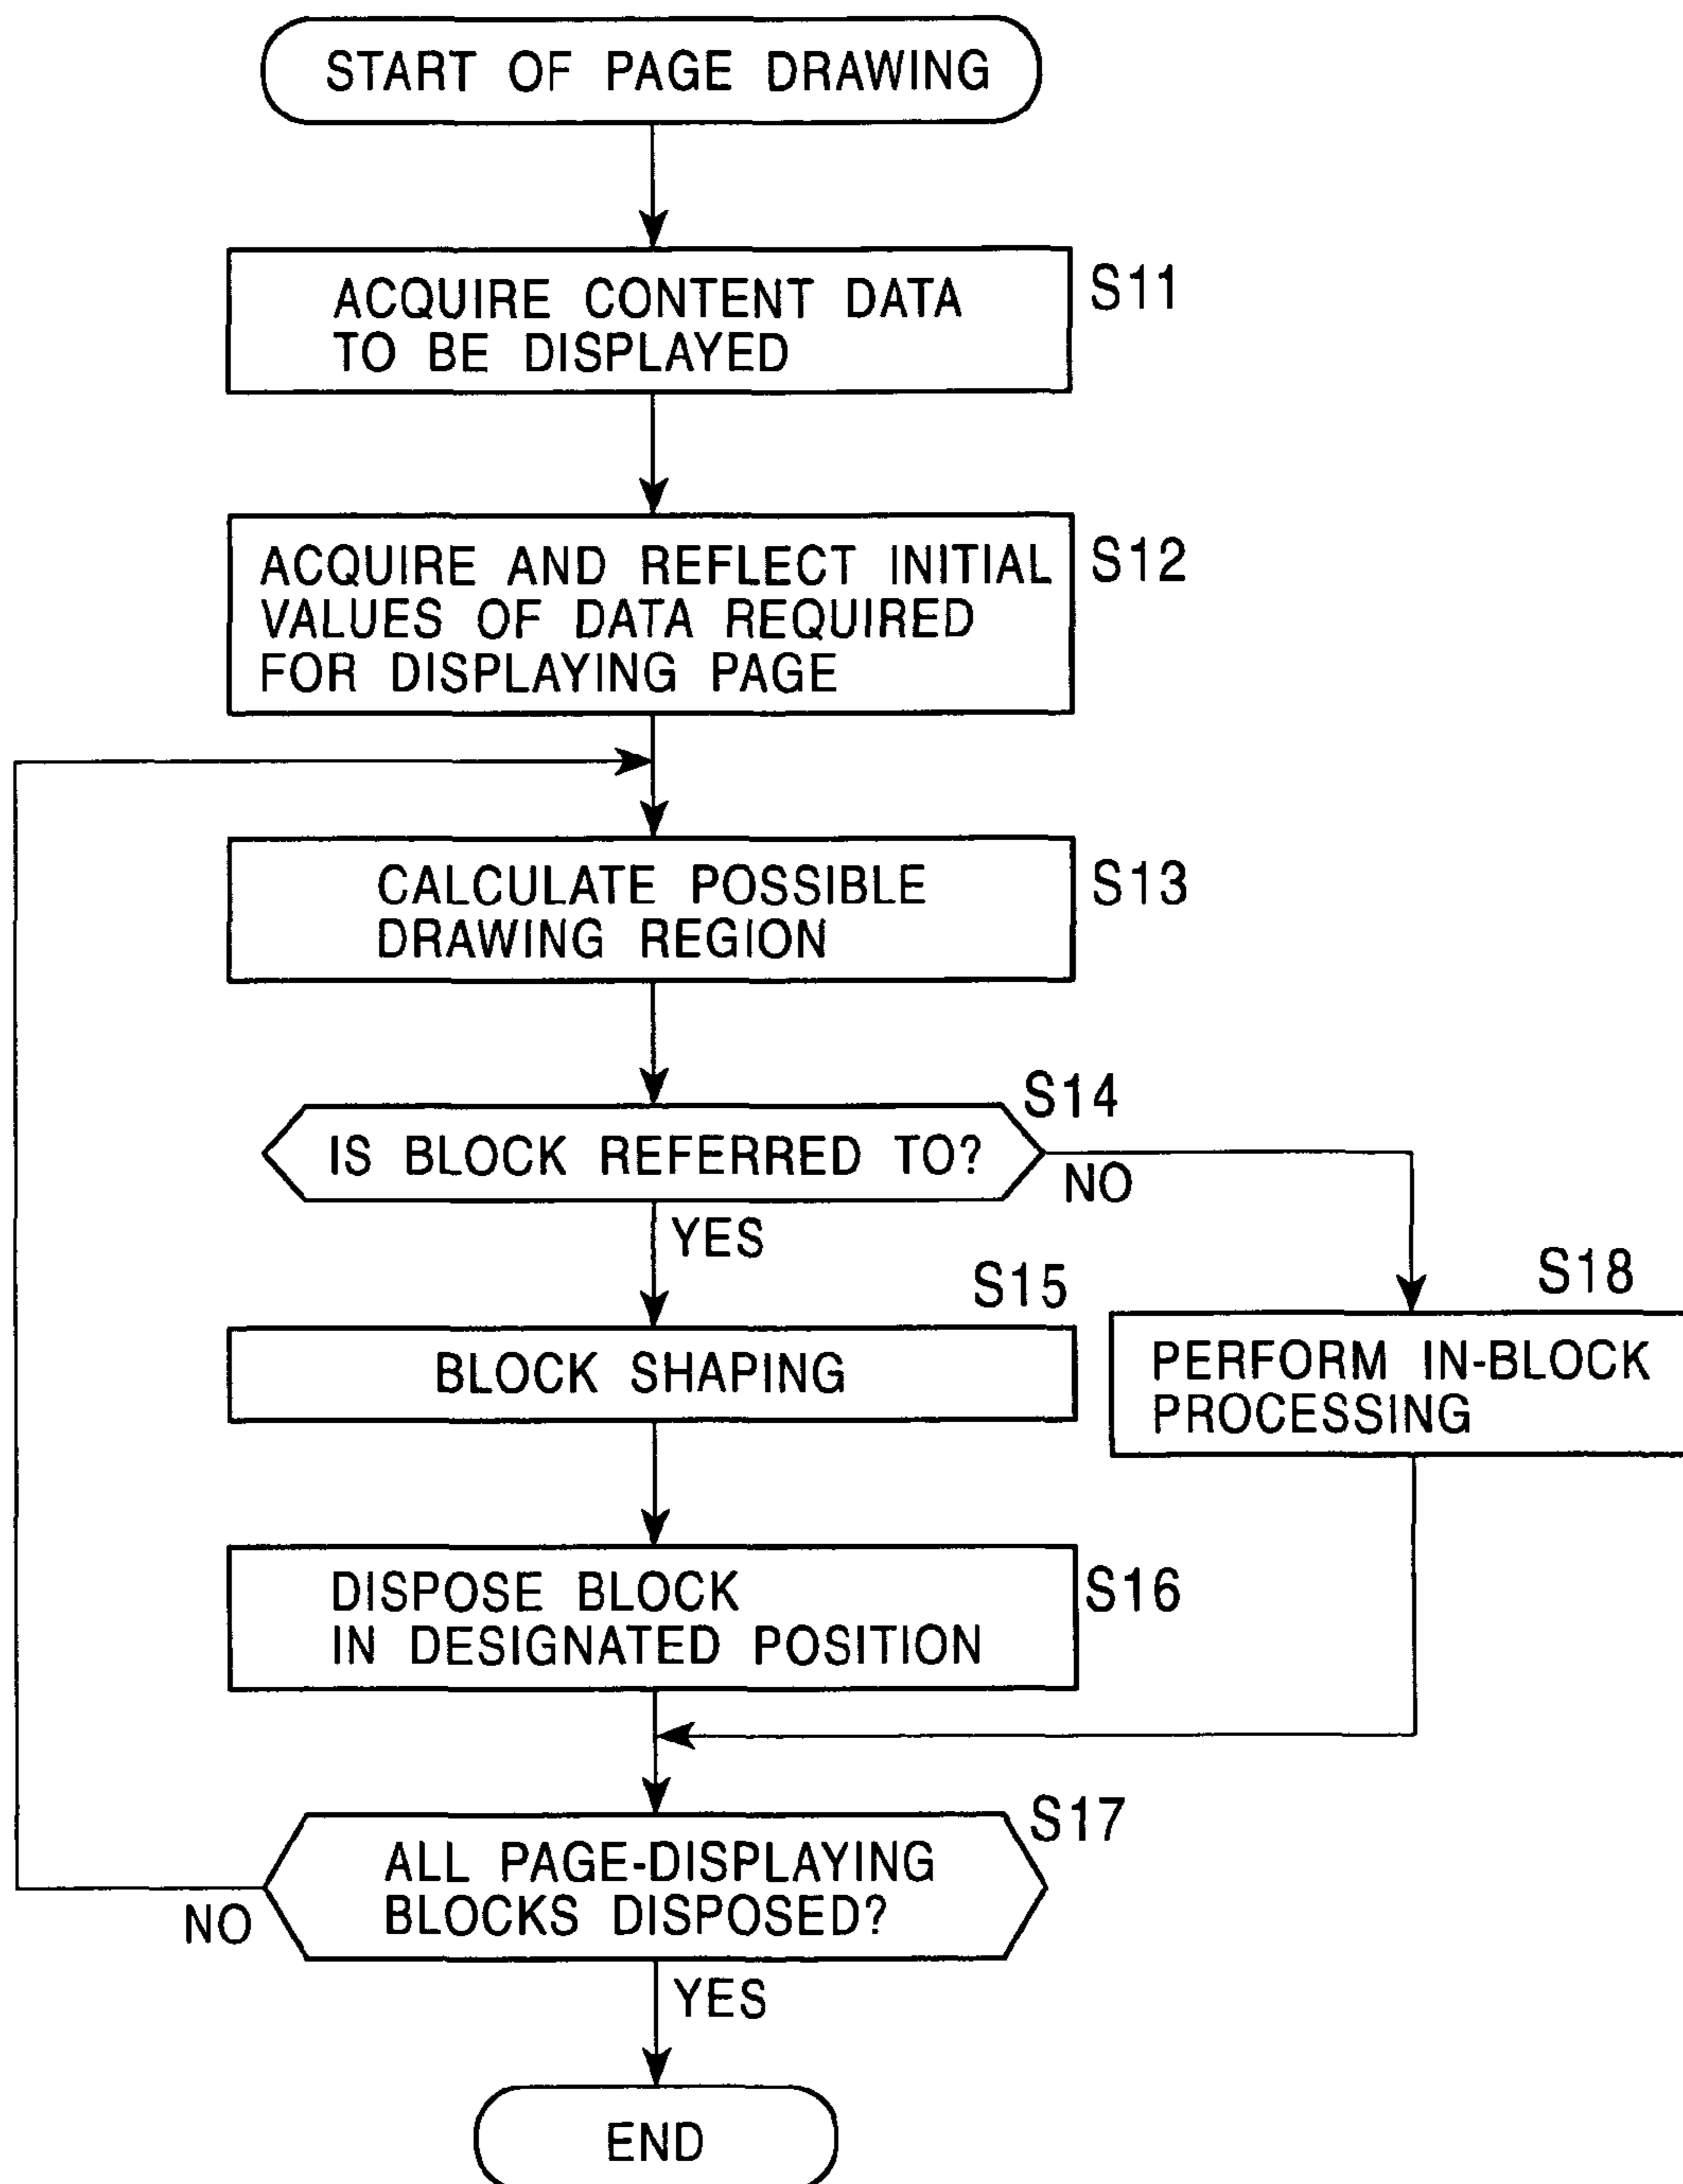 START OF PAGE DRAWING
ACQUIRE CONTENT DATA
TO BE DISPLAYED
S11
ACQUIRE AND REFLECT INITIAL
VALUES OF DATA REQUIRED
FOR DISPLAYING PAGE
S12
CALCULATE POSSIBLE
DRAWING REGION
S13
S14
IS BLOCK REFERRED TO?
NO
YES
S15
BLOCK SHAPING
S18
PERFORM IN-BLOCK
PROCESSING
DISPOSE BLOCK
IN DESIGNATED POSITION
S16
S17
ALL PAGE-DISPLAYING
BLOCKS DISPOSED?
NO
YES
END